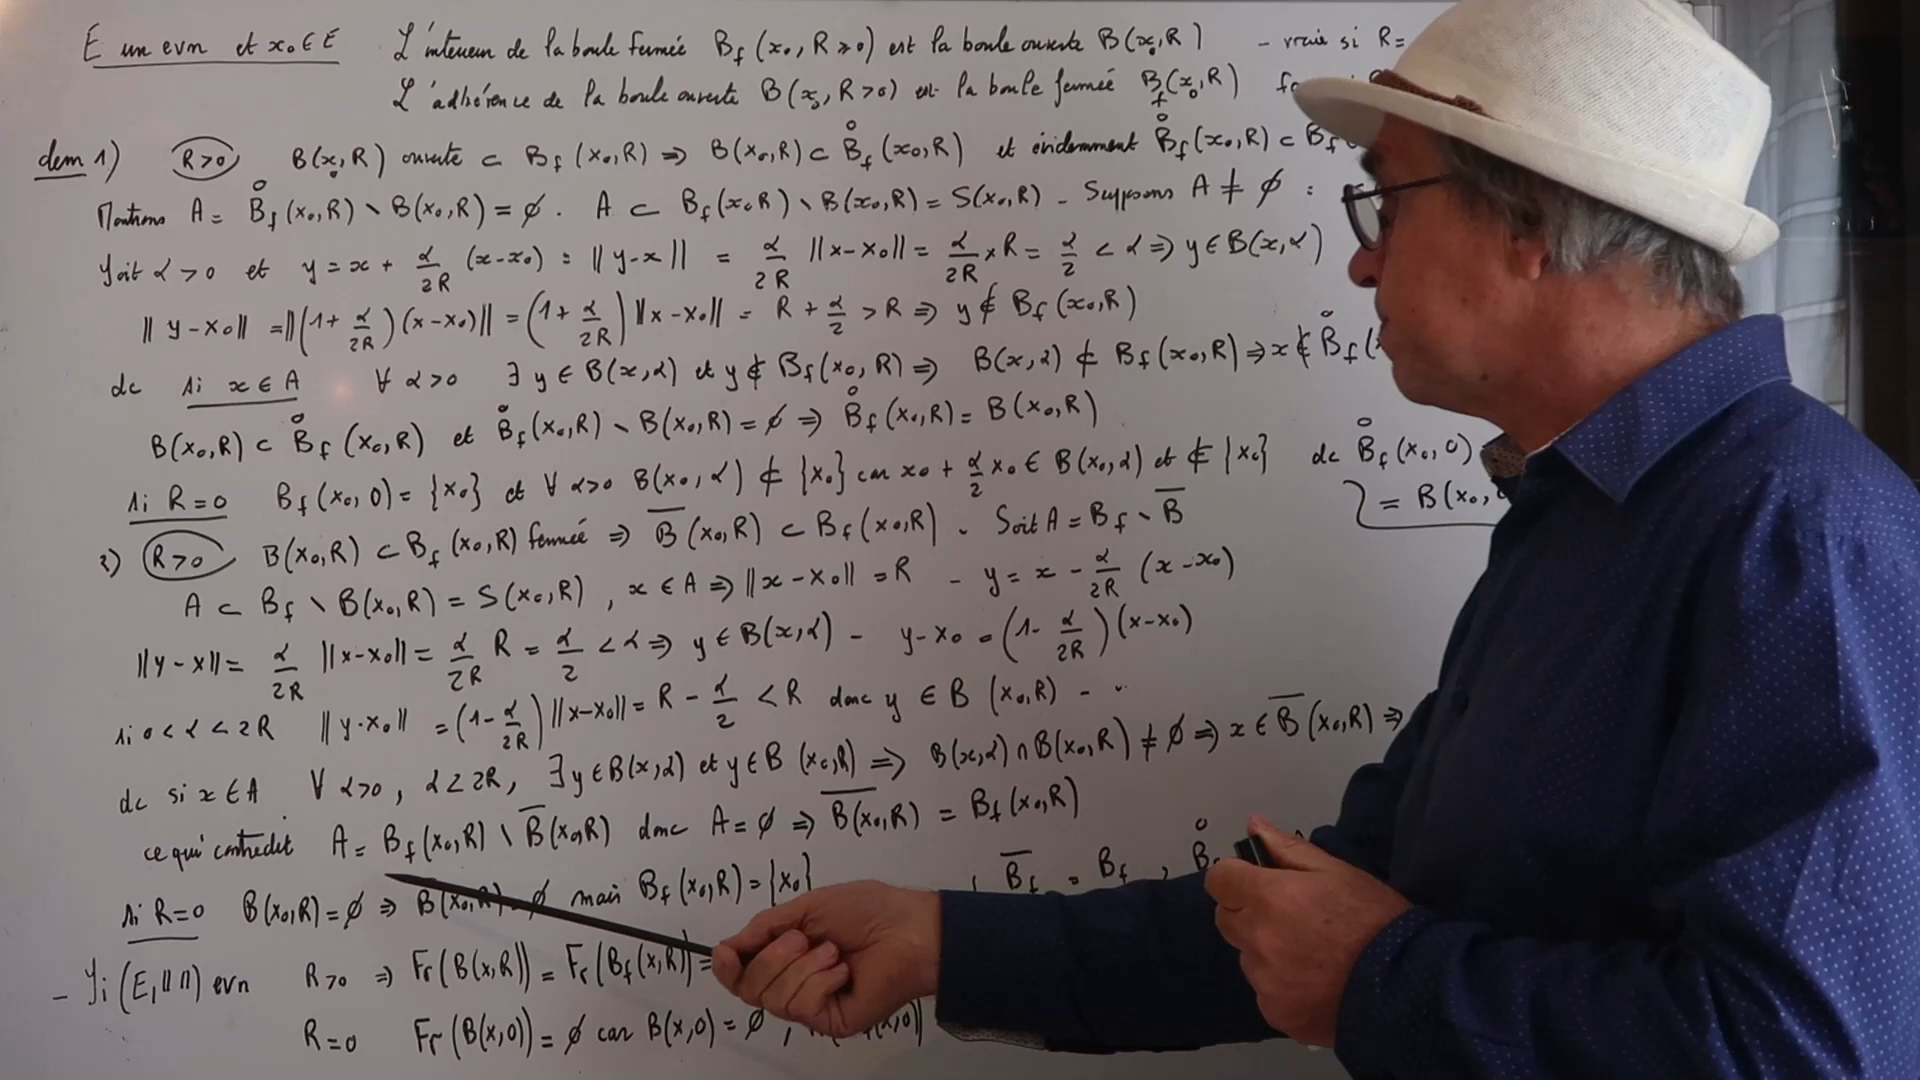 E un evn et x₀ ∈ E L'intérieur de la boule fermée B_f (x₀, R ⩾ 0) est la boule ouverte B(x₀, R) - vraie si R =
L'adhérence de la boule ouverte B(x₀, R > 0) est la boule fermée B_f(x₀, R)
dem 1) R>0 B(x₀, R) ouverte ⊂ B_f (x₀, R) ⇒ B(x₀, R) ⊂ B̊_f (x₀, R) et évidemment B̊_f (x₀, R) ⊂ B_f
Montrons A = B̊_f (x₀, R) \ B(x₀, R) = ∅. A ⊂ B_f (x₀, R) \ B(x₀, R) = S(x₀, R) - Supposons A ≠ ∅ :
Soit α > 0 et y = x + α/2R (x - x₀) : ||y - x|| = α/2R ||x - x₀|| = α/2R × R = α/2 < α ⇒ y ∈ B(x, α)
||y - x₀|| = ||(1 + α/2R)(x - x₀)|| = (1 + α/2R) ||x - x₀|| = R + α/2 > R ⇒ y ∉ B_f (x₀, R)
dc si x ∈ A ∀ α > 0 ∃ y ∈ B(x, α) et y ∉ B_f (x₀, R) ⇒ B(x, α) ⊄ B_f (x₀, R) ⇒ x ∉ B̊_f (
B(x₀, R) ⊂ B̊_f (x₀, R) et B̊_f (x₀, R) \ B(x₀, R) = ∅ ⇒ B̊_f (x₀, R) = B(x₀, R)
si R = 0 B_f (x₀, 0) = {x₀} et ∀ α > 0 B(x₀, α) ⊄ {x₀} car x₀ + α/2 x₀ ∈ B(x₀, α) et ∉ {x₀} dc B̊_f (x₀, 0)
= B(x₀,
2) R>0 B(x₀, R) ⊂ B_f (x₀, R) fermée ⇒ B̅ (x₀, R) ⊂ B_f (x₀, R) . Soit A = B_f \ B̅
A ⊂ B_f \ B(x₀, R) = S(x₀, R) , x ∈ A ⇒ ||x - x₀|| = R - y = x - α/2R (x - x₀)
||y - x|| = α/2R ||x - x₀|| = α/2R R = α/2 < α ⇒ y ∈ B(x, α) - y - x₀ = (1 - α/2R)(x - x₀)
si 0 < α < 2R ||y - x₀|| = (1 - α/2R) ||x - x₀|| = R - α/2 < R donc y ∈ B (x₀, R) -
dc si x ∈ A ∀ α > 0, α < 2R, ∃ y ∈ B(x, α) et y ∈ B (x₀, R) ⇒ B(x, α) ∩ B(x₀, R) ≠ ∅ ⇒ x ∈ B̅ (x₀, R) ⇒
ce qui contredit A = B_f (x₀, R) \ B̅(x₀, R) donc A = ∅ ⇒ B̅(x₀, R) = B_f (x₀, R)
si R = 0 B(x₀, R) = ∅ ⇒ B̅(x₀, R) = ∅ mais B_f (x₀, R) = {x₀} B̅_f = B_f , B̊
- Si (E, || ||) evn R > 0 ⇒ Fr (B(x, R)) = Fr (B_f (x, R)) =
R = 0 Fr (B(x, 0)) = ∅ car B(x, 0) = ∅ ,